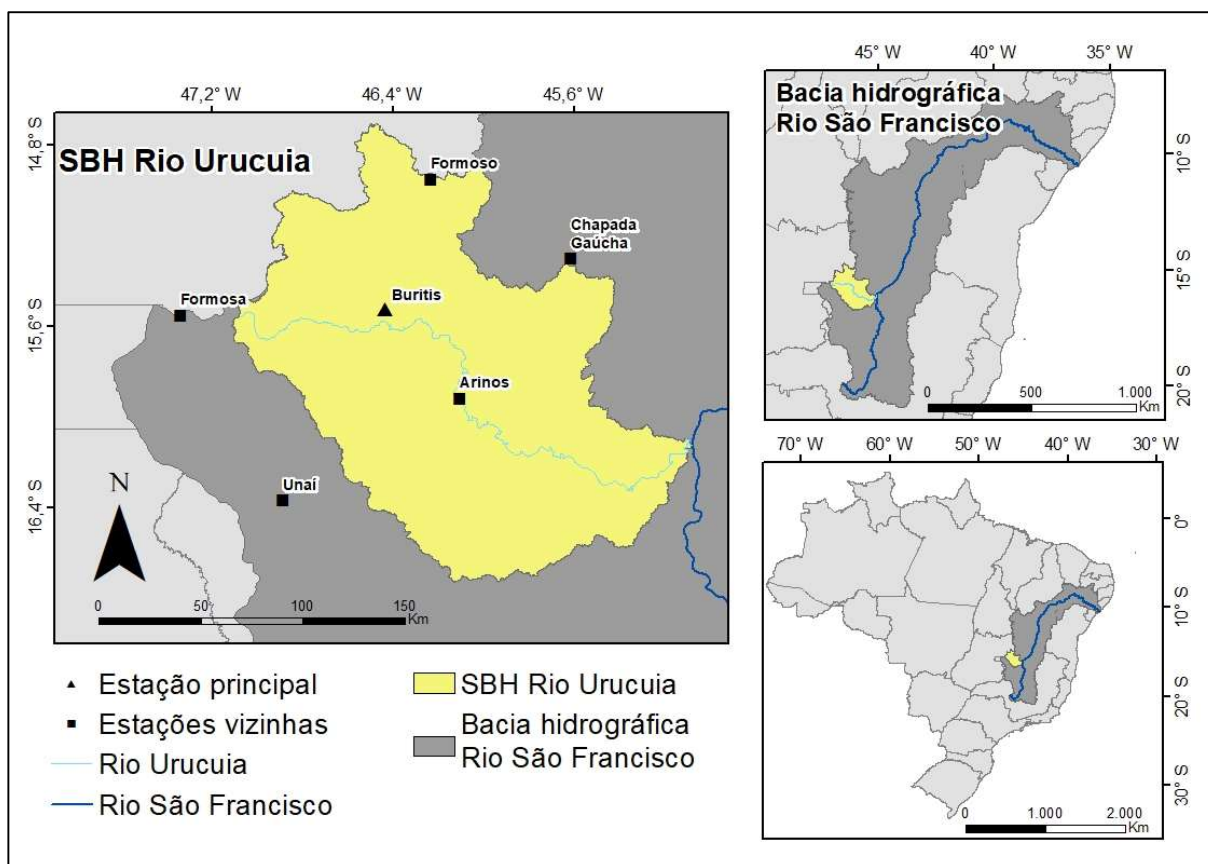 47,2° W
46,4° W
45,6° W
14,8° S
15,6° S
16,4° S
SBH Rio Urucuia
Formoso
Chapada
Gaúcha
Formosa
Buritis
Arinos
Unaí
N
0 50 100 150
Km
Estação principal
Estações vizinhas
Rio Urucuia
Rio São Francisco
SBH Rio Urucuia
Bacia hidrográfica
Rio São Francisco
45° W 40° W 35° W
Bacia hidrográfica
Rio São Francisco
10° S
15° S
20° S
0 500 1.000
Km
70° W 60° W 50° W 40° W 30° W
0°
10° S
20° S
30° S
0 1.000 2.000
Km